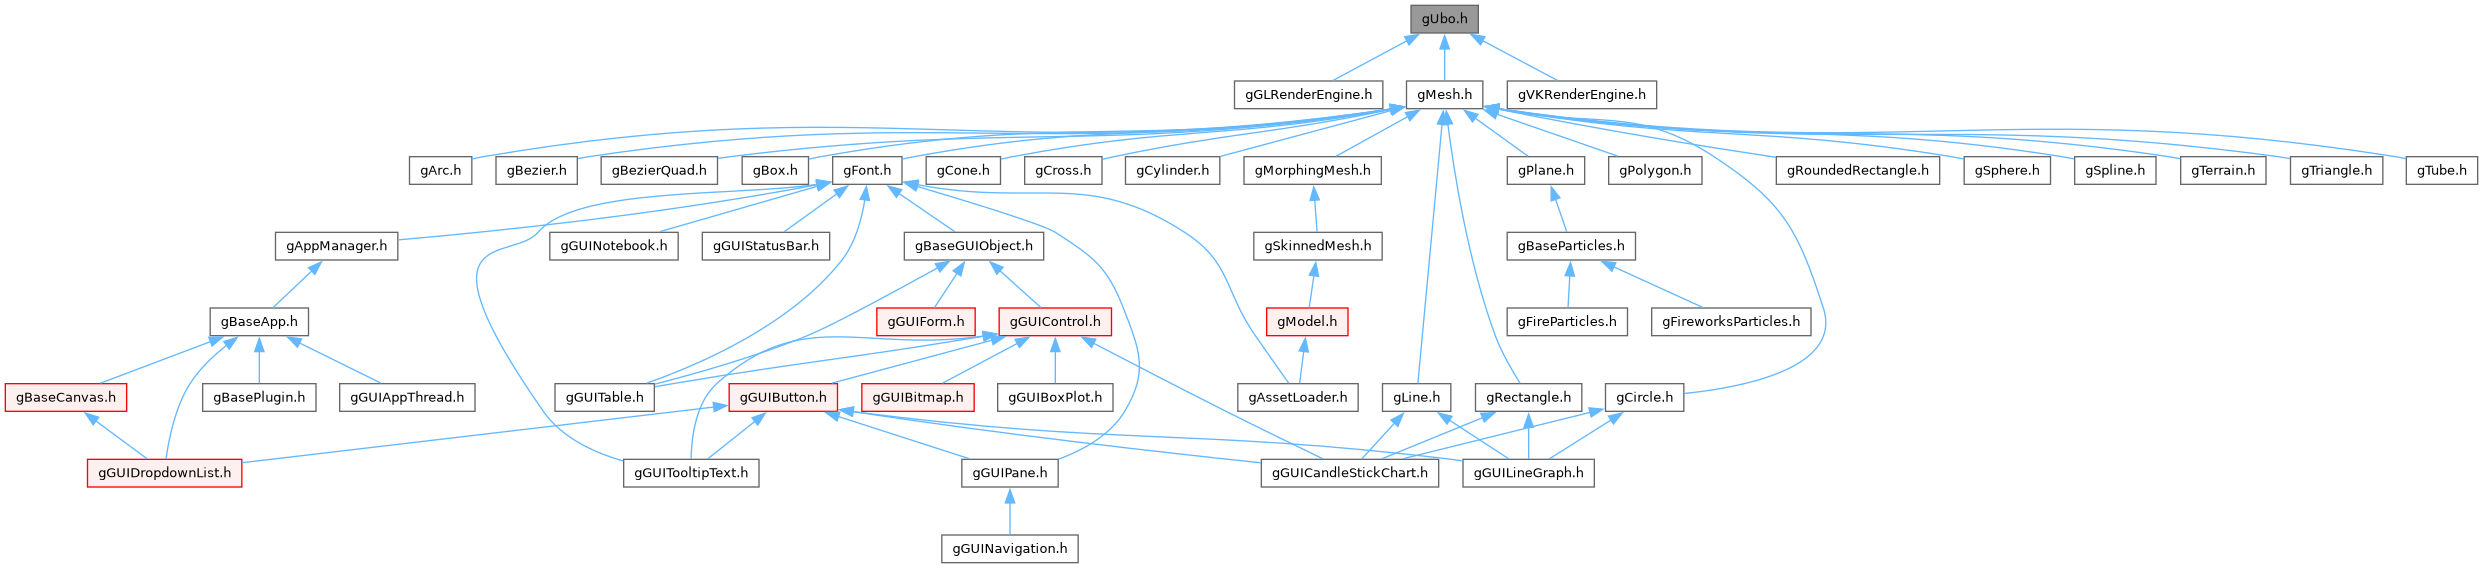 gUbo.h
gGLRenderEngine.h
gMesh.h
gVKRenderEngine.h
gArc.h
gBezier.h
gBezierQuad.h
gBox.h
gFont.h
gCone.h
gCross.h
gCylinder.h
gMorphingMesh.h
gPlane.h
gPolygon.h
gRoundedRectangle.h
gSphere.h
gSpline.h
gTerrain.h
gTriangle.h
gTube.h
gAppManager.h
gGUINotebook.h
gGUIStatusBar.h
gBaseGUIObject.h
gSkinnedMesh.h
gBaseParticles.h
gBaseApp.h
gGUIForm.h
gGUIControl.h
gModel.h
gFireParticles.h
gFireworksParticles.h
gBaseCanvas.h
gBasePlugin.h
gGUIAppThread.h
gGUITable.h
gGUIButton.h
gGUIBitmap.h
gGUIBoxPlot.h
gAssetLoader.h
gLine.h
gRectangle.h
gCircle.h
gGUIDropdownList.h
gGUITooltipText.h
gGUIPane.h
gGUICandleStickChart.h
gGUILineGraph.h
gGUINavigation.h